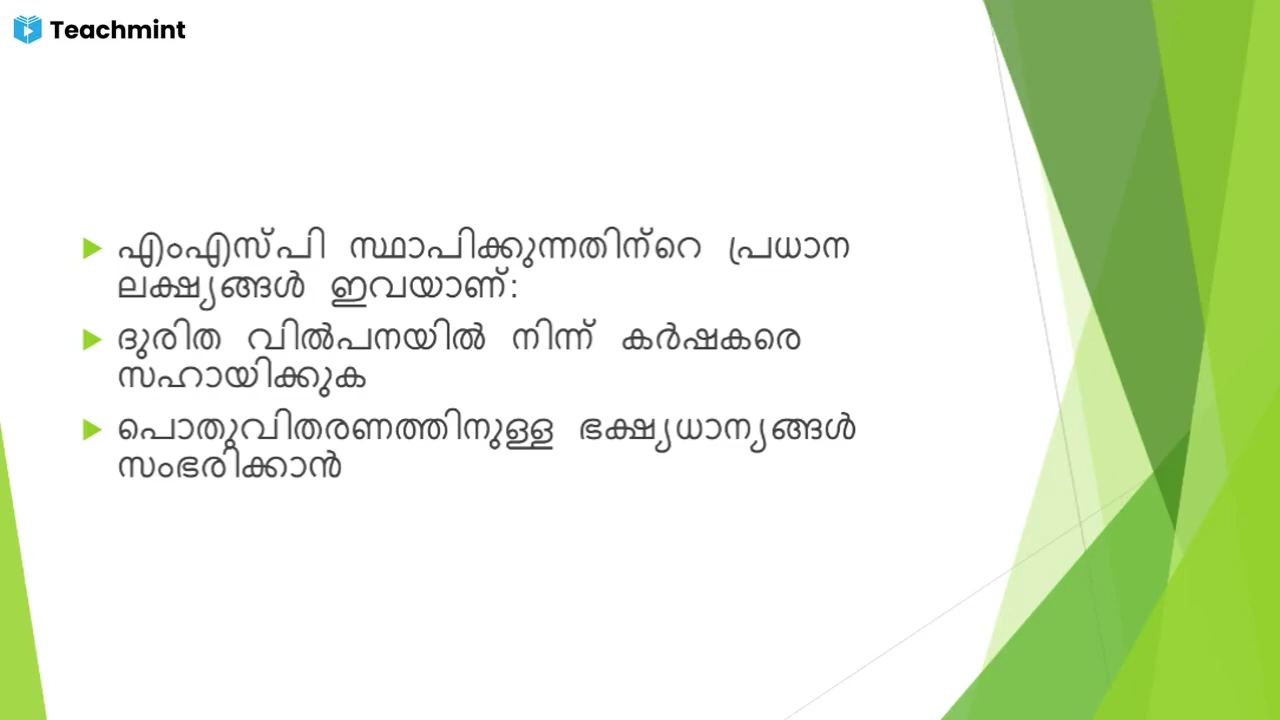 Teachmint
എംഎസ്പി സ്ഥാപിക്കുന്നതിന്റെ പ്രധാന
ലക്ഷ്യങ്ങൾ ഇവയാണ്:
ദുരിത വിൽപനയിൽ നിന്ന് കർഷകരെ
സഹായിക്കുക
പൊതുവിതരണത്തിനുള്ള ഭക്ഷ്യധാന്യങ്ങൾ
സംഭരിക്കാൻ